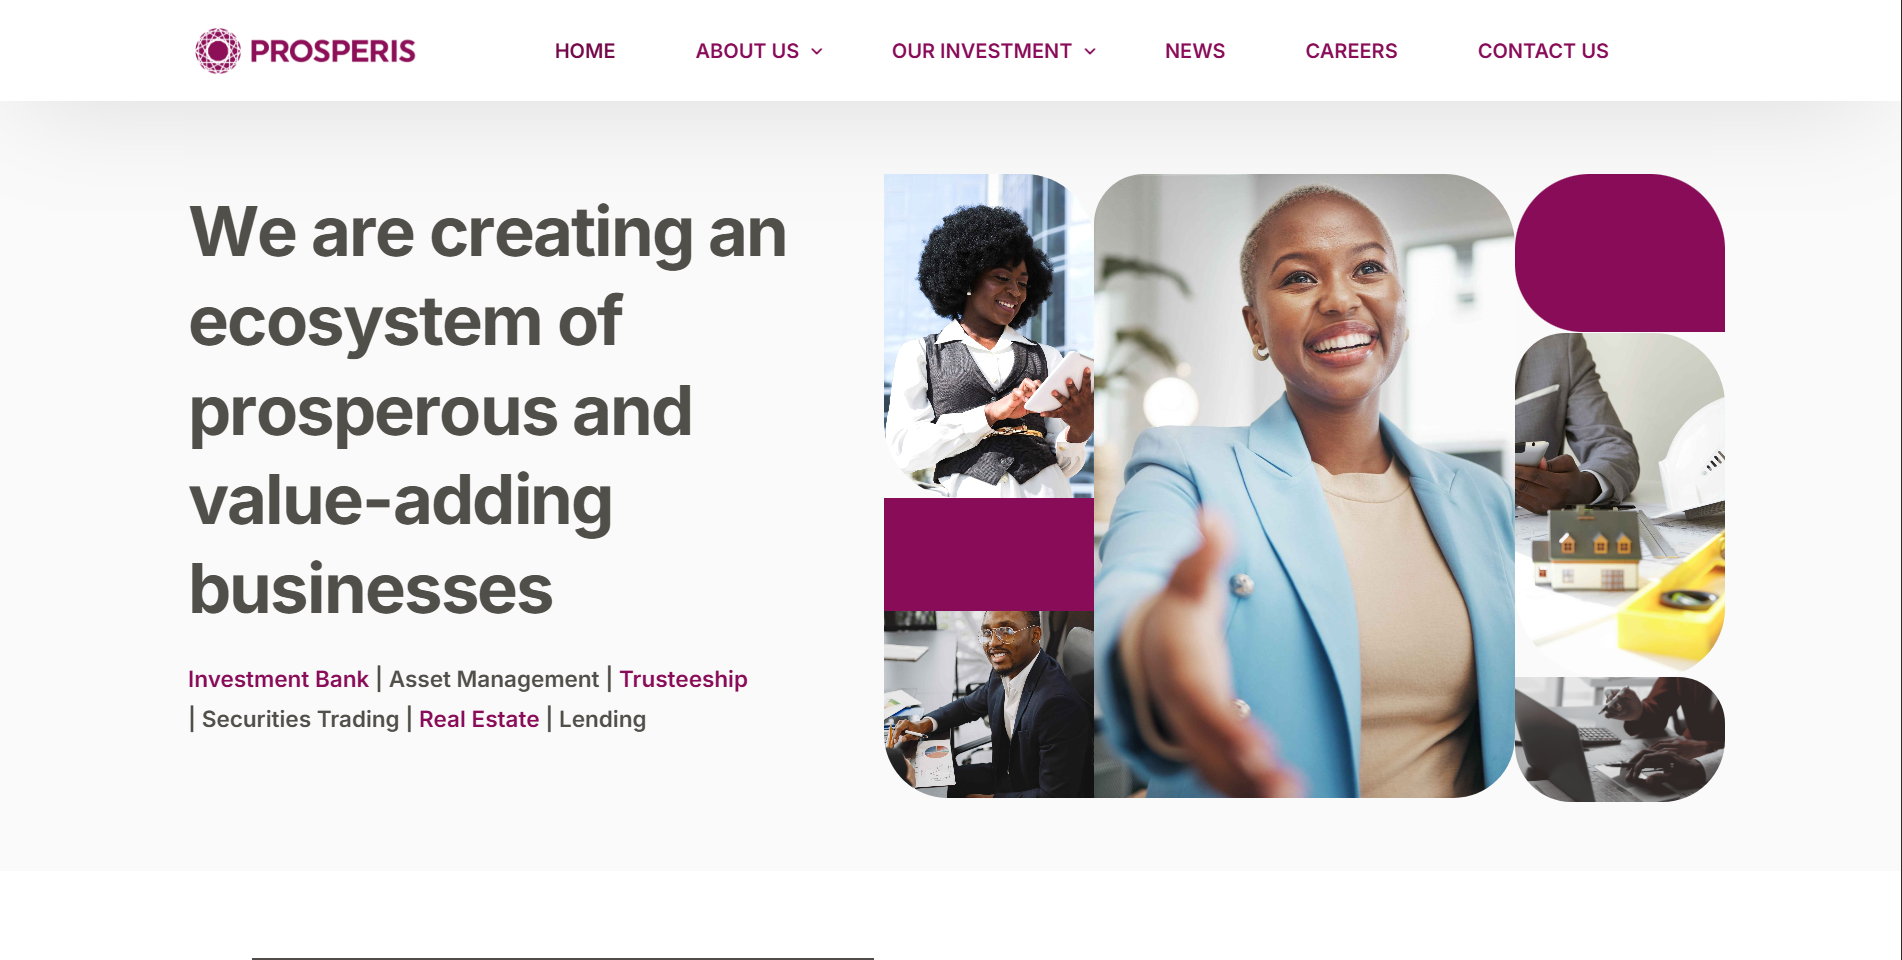 PROSPERIS
HOME
ABOUT US
OUR INVESTMENT
NEWS
CAREERS
CONTACT US
We are creating an
ecosystem of
prosperous and
value-adding
businesses
Investment Bank | Asset Management | Trusteeship
| Securities Trading | Real Estate | Lending